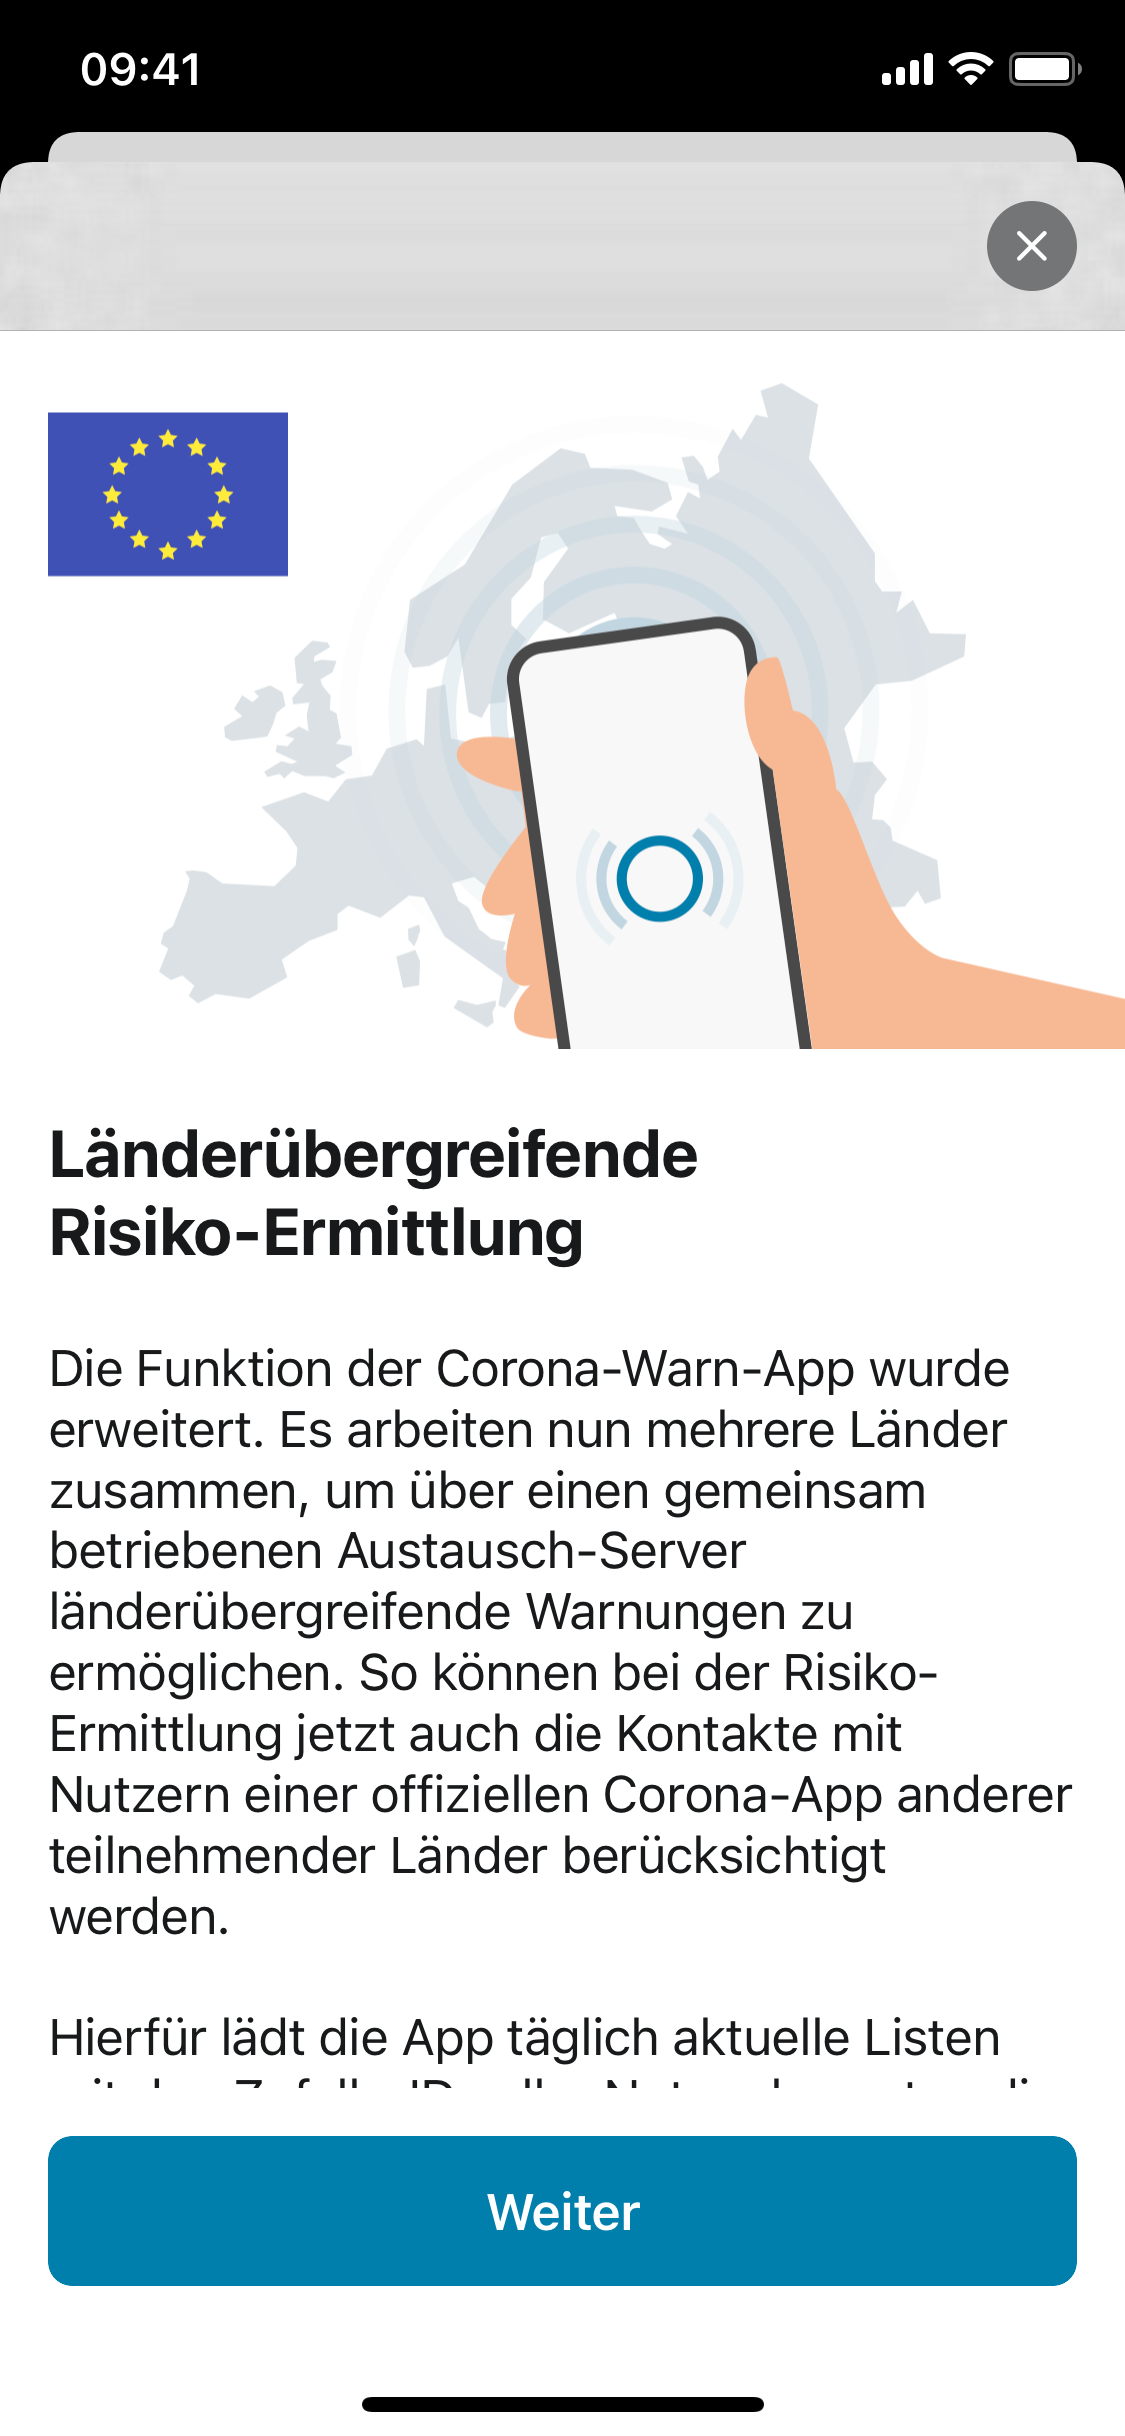 09:41
Länderübergreifende
Risiko-Ermittlung
Die Funktion der Corona-Warn-App wurde
erweitert. Es arbeiten nun mehrere Länder
zusammen, um über einen gemeinsam
betriebenen Austausch-Server
länderübergreifende Warnungen zu
ermöglichen. So können bei der Risiko-
Ermittlung jetzt auch die Kontakte mit
Nutzern einer offiziellen Corona-App anderer
teilnehmender Länder berücksichtigt
werden.
Hierfür lädt die App täglich aktuelle Listen
Weiter